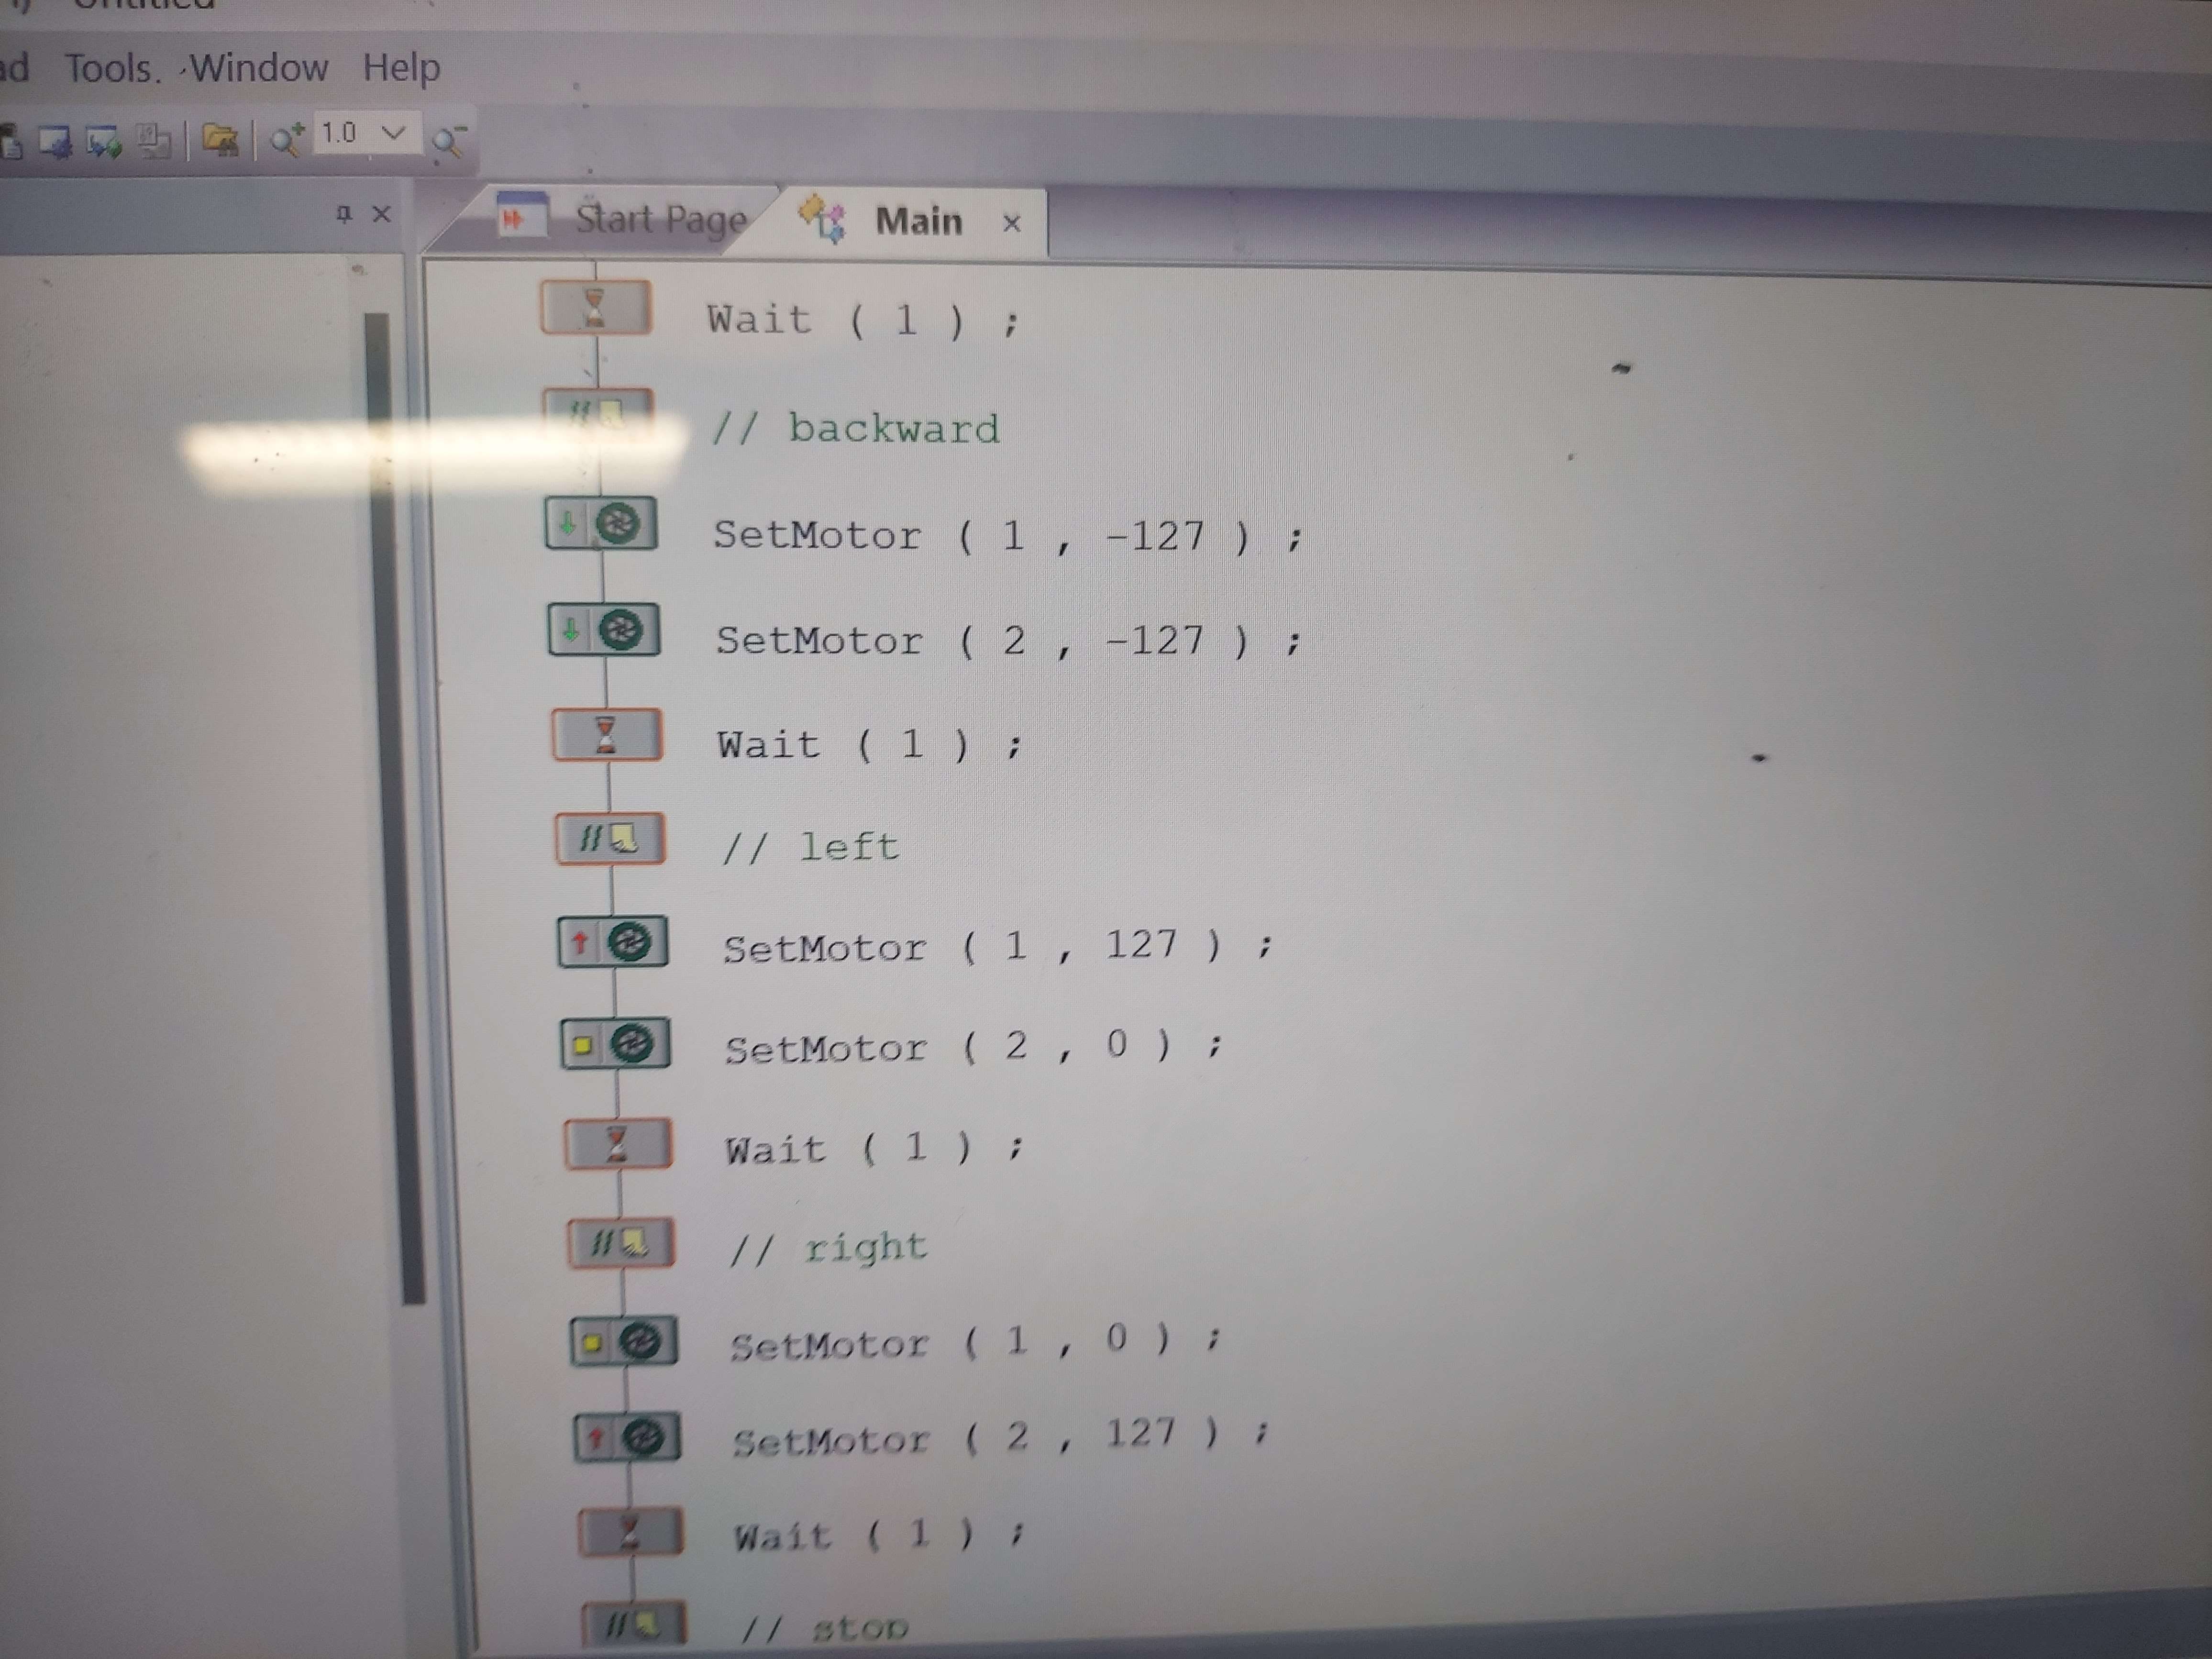 Untitled
Tools. Window Help
1.0
Start Page Main x
Wait ( 1 ) ;
// backward
SetMotor ( 1 , -127 ) ;
SetMotor ( 2 , -127 ) ;
Wait ( 1 ) ;
// left
SetMotor ( 1 , 127 ) ;
SetMotor ( 2 , 0 ) ;
Wait ( 1 ) ;
// right
SetMotor ( 1 , 0 ) ;
SetMotor ( 2 , 127 ) ;
Wait ( 1 ) ;
// stop